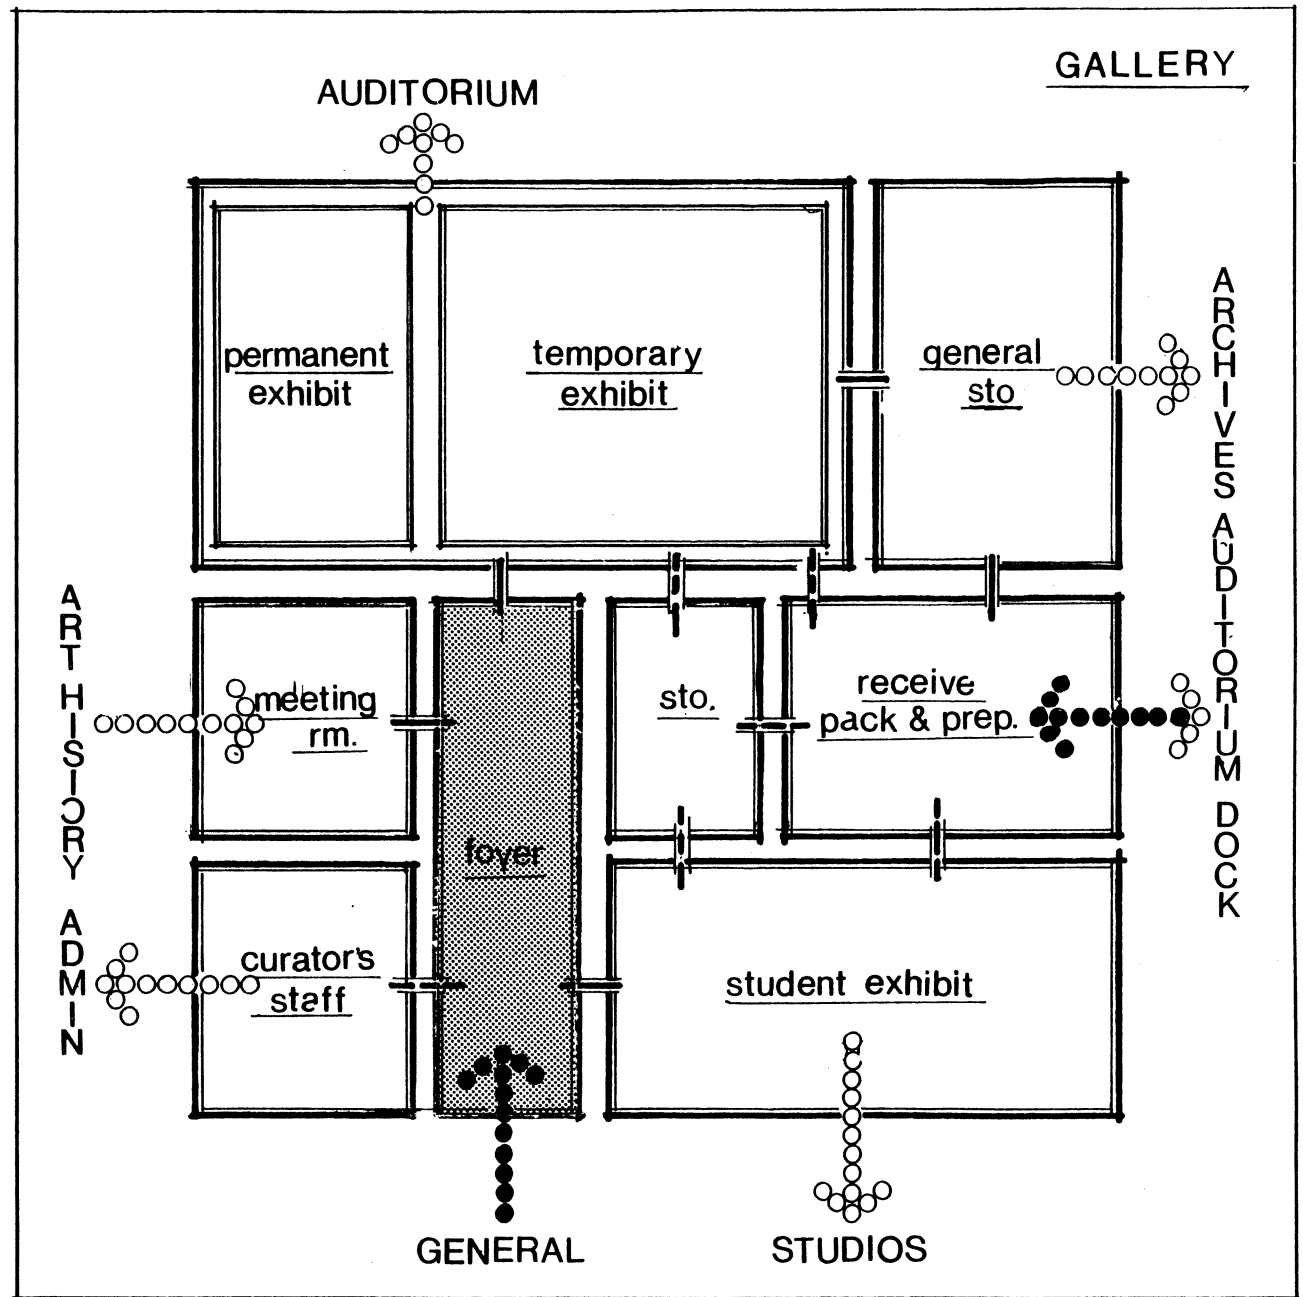 GALLERY
AUDITORIUM
permanent
exhibit
temporary
exhibit
general
sto
ARCHIVES AUDITORIUM DOCK
ART HISTORY ADMIN
meeting
rm.
sto.
receive
pack & prep.
foyer
curator's
staff
student exhibit
GENERAL
STUDIOS